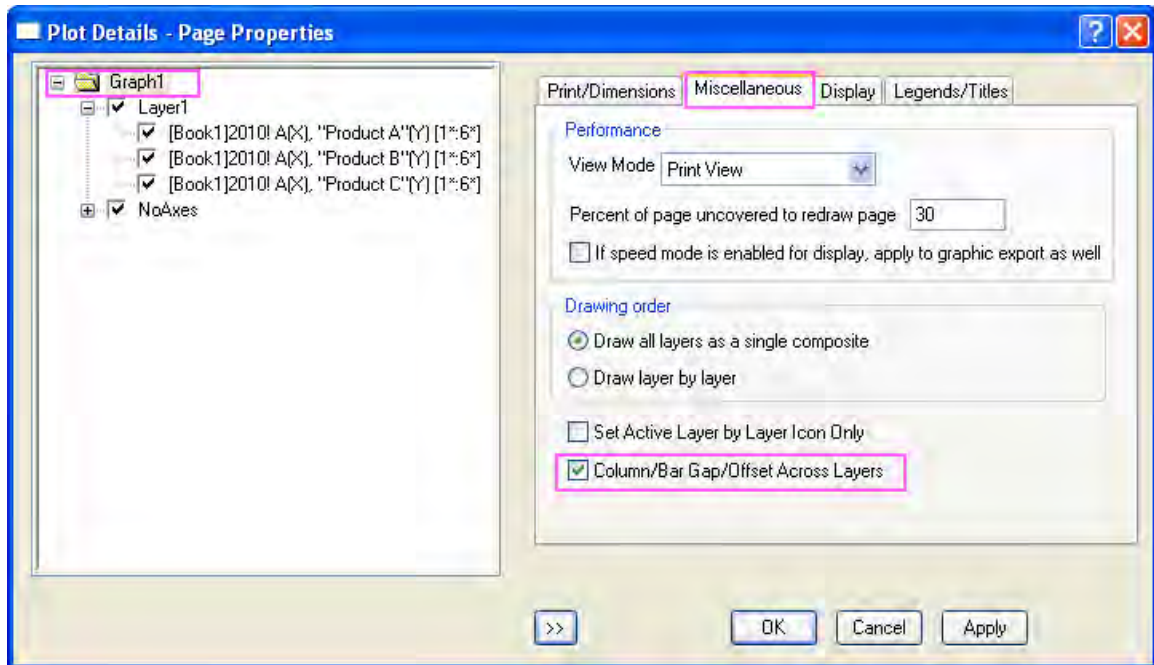 Plot Details - Page Properties
Graph1
Layer1
[Book1]2010! A(X), "Product A"(Y) [1*:6*]
[Book1]2010! A(X), "Product B"(Y) [1*:6*]
[Book1]2010! A(X), "Product C"(Y) [1*:6*]
NoAxes
Print/Dimensions Miscellaneous Display Legends/Titles
Performance
View Mode Print View
Percent of page uncovered to redraw page 30
If speed mode is enabled for display, apply to graphic export as well
Drawing order
Draw all layers as a single composite
Draw layer by layer
Set Active Layer by Layer Icon Only
Column/Bar Gap/Offset Across Layers
>> OK Cancel Apply